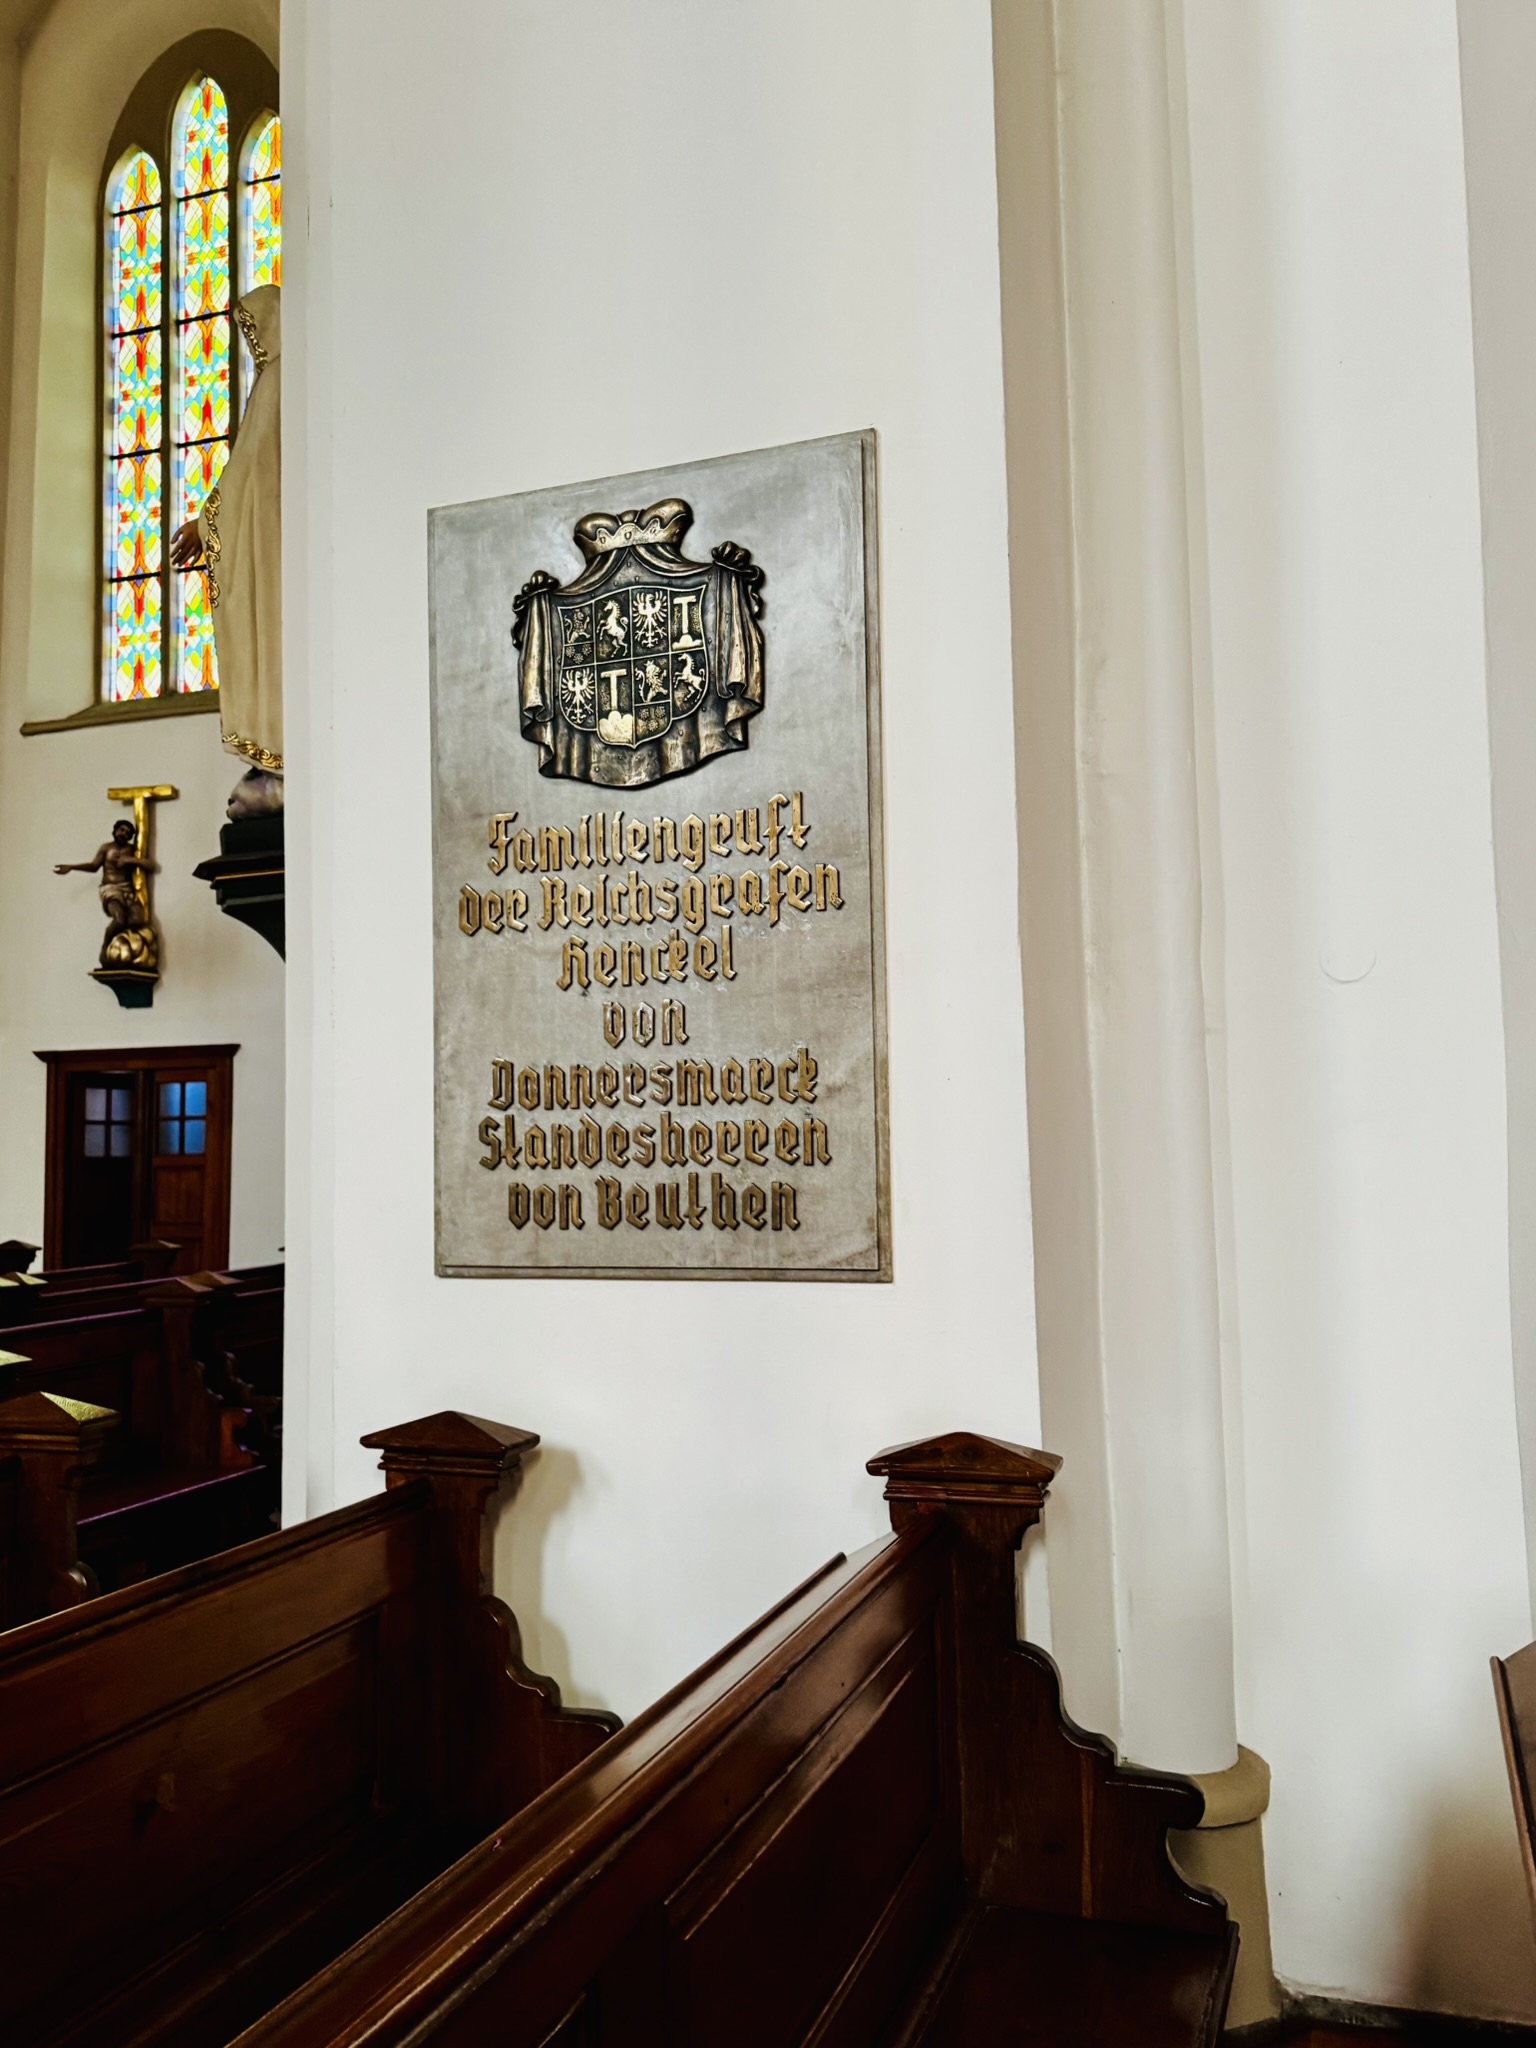 Familiengruft
der Reichsgrafen
Henckel
von
Donnersmarck
Standesherren
von Beuthen